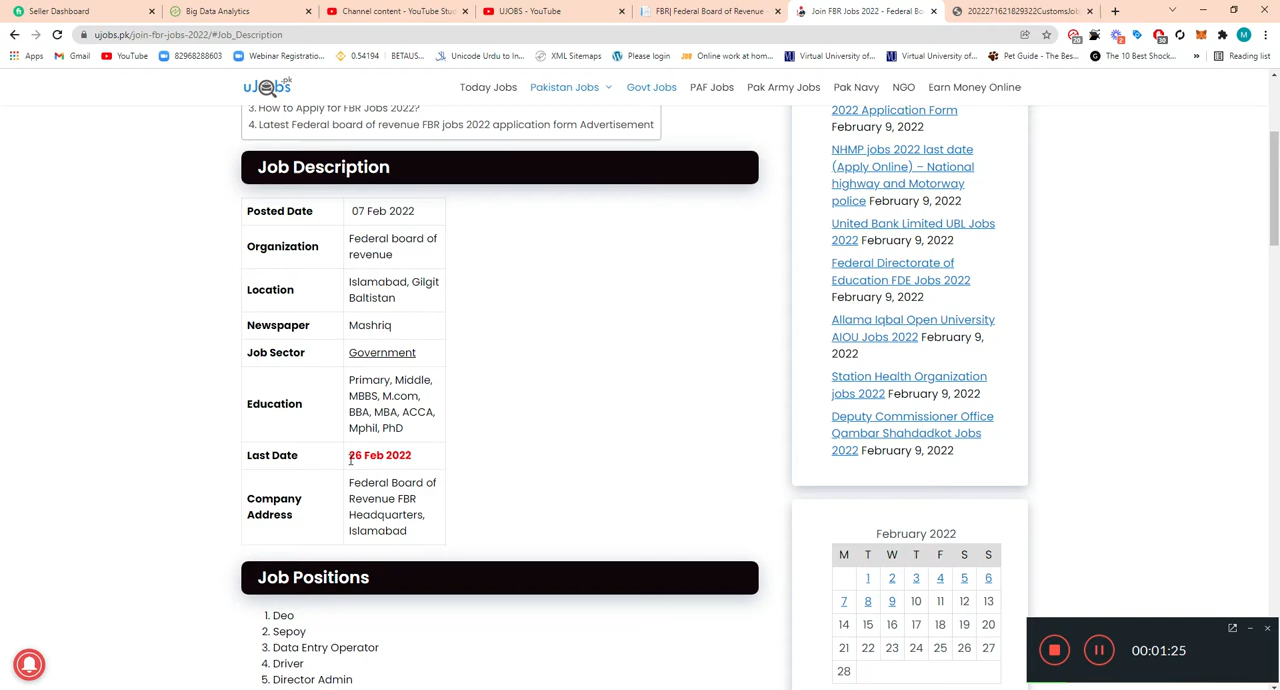 Seller Dashboard
Big Data Analytics
Channel content - YouTube Stud
UJOBS - YouTube
FBR| Federal Board of Revenue
Join FBR Jobs 2022 - Federal Bo
2022271621829322CustomsJob
ujobs.pk/join-fbr-jobs-2022/#Job_Description
Apps
Gmail
YouTube
82968288603
Webinar Registratio...
0.54194 | BETAUS...
Unicode Urdu to In...
XML Sitemaps
Please login
Online work at hom...
Virtual University of...
Virtual University of...
Pet Guide - The Bes...
The 10 Best Shock...
Reading list
uJobs.pk
Today Jobs
Pakistan Jobs
Govt Jobs
PAF Jobs
Pak Army Jobs
Pak Navy
NGO
Earn Money Online
3. How to Apply for FBR Jobs 2022?
4. Latest Federal board of revenue FBR jobs 2022 application form Advertisement
Job Description
Posted Date 07 Feb 2022
Organization Federal board of
revenue
Location Islamabad, Gilgit
Baltistan
Newspaper Mashriq
Job Sector Government
Education Primary, Middle,
MBBS, M.com,
BBA, MBA, ACCA,
Mphil, PhD
Last Date 26 Feb 2022
Company
Address
Federal Board of
Revenue FBR
Headquarters,
Islamabad
Job Positions
1. Deo
2. Sepoy
3. Data Entry Operator
4. Driver
5. Director Admin
2022 Application Form
February 9, 2022
NHMP jobs 2022 last date
(Apply Online) – National
highway and Motorway
police February 9, 2022
United Bank Limited UBL Jobs
2022 February 9, 2022
Federal Directorate of
Education FDE Jobs 2022
February 9, 2022
Allama Iqbal Open University
AIOU Jobs 2022 February 9,
2022
Station Health Organization
jobs 2022 February 9, 2022
Deputy Commissioner Office
Qambar Shahdadkot Jobs
2022 February 9, 2022
February 2022
M T W T F S S
1 2 3 4 5 6
7 8 9 10 11 12 13
14 15 16 17 18 19 20
21 22 23 24 25 26 27
28
00:01:25